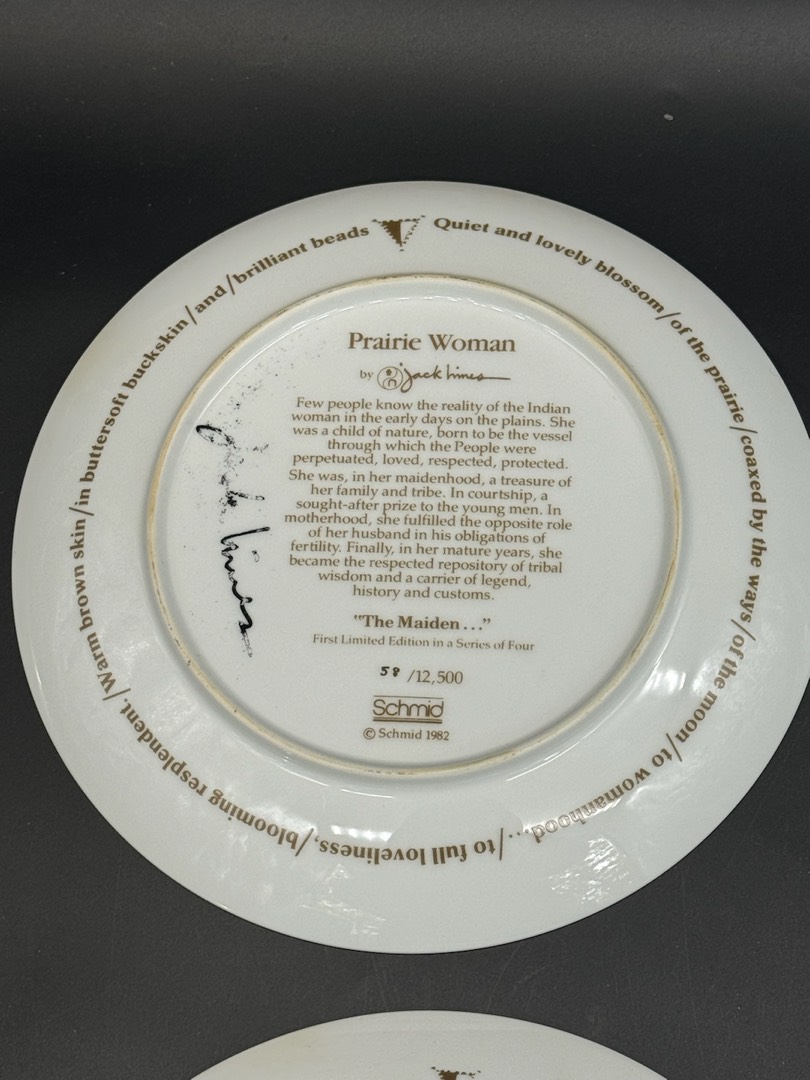 Quiet and lovely blossom/of the prairie/coaxed by the ways/of the moon/to womanhood.../to full loveliness,/blooming resplendent./Warm brown skin/in buttersoft buckskin/and/brilliant beads
Prairie Woman
by jack hines
Few people know the reality of the Indian
woman in the early days on the plains. She
was a child of nature, born to be the vessel
through which the People were
perpetuated, loved, respected, protected.
She was, in her maidenhood, a treasure of
her family and tribe. In courtship, a
sought-after prize to the young men. In
motherhood, she fulfilled the opposite role
of her husband in his obligations of
fertility. Finally, in her mature years, she
became the respected repository of tribal
wisdom and a carrier of legend,
history and customs.
"The Maiden..."
First Limited Edition in a Series of Four
58 /12,500
Schmid
© Schmid 1982
hines